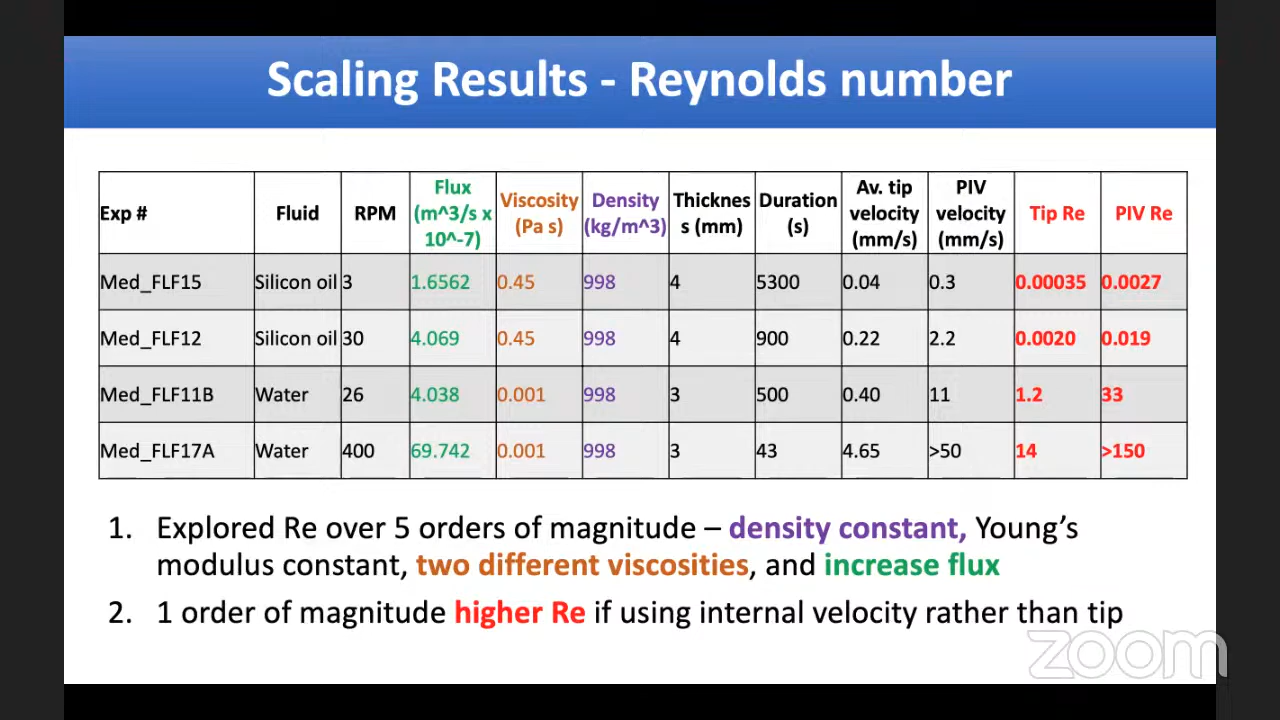 Scaling Results - Reynolds number
Exp # Fluid RPM Flux (m^3/s x 10^-7) Viscosity (Pa s) Density (kg/m^3) Thicknes s (mm) Duration (s) Av. tip velocity (mm/s) PIV velocity (mm/s) Tip Re PIV Re
Med_FLF15 Silicon oil 3 1.6562 0.45 998 4 5300 0.04 0.3 0.00035 0.0027
Med_FLF12 Silicon oil 30 4.069 0.45 998 4 900 0.22 2.2 0.0020 0.019
Med_FLF11B Water 26 4.038 0.001 998 3 500 0.40 11 1.2 33
Med_FLF17A Water 400 69.742 0.001 998 3 43 4.65 >50 14 >150
1. Explored Re over 5 orders of magnitude – density constant, Young's
modulus constant, two different viscosities, and increase flux
2. 1 order of magnitude higher Re if using internal velocity rather than tip
zoom